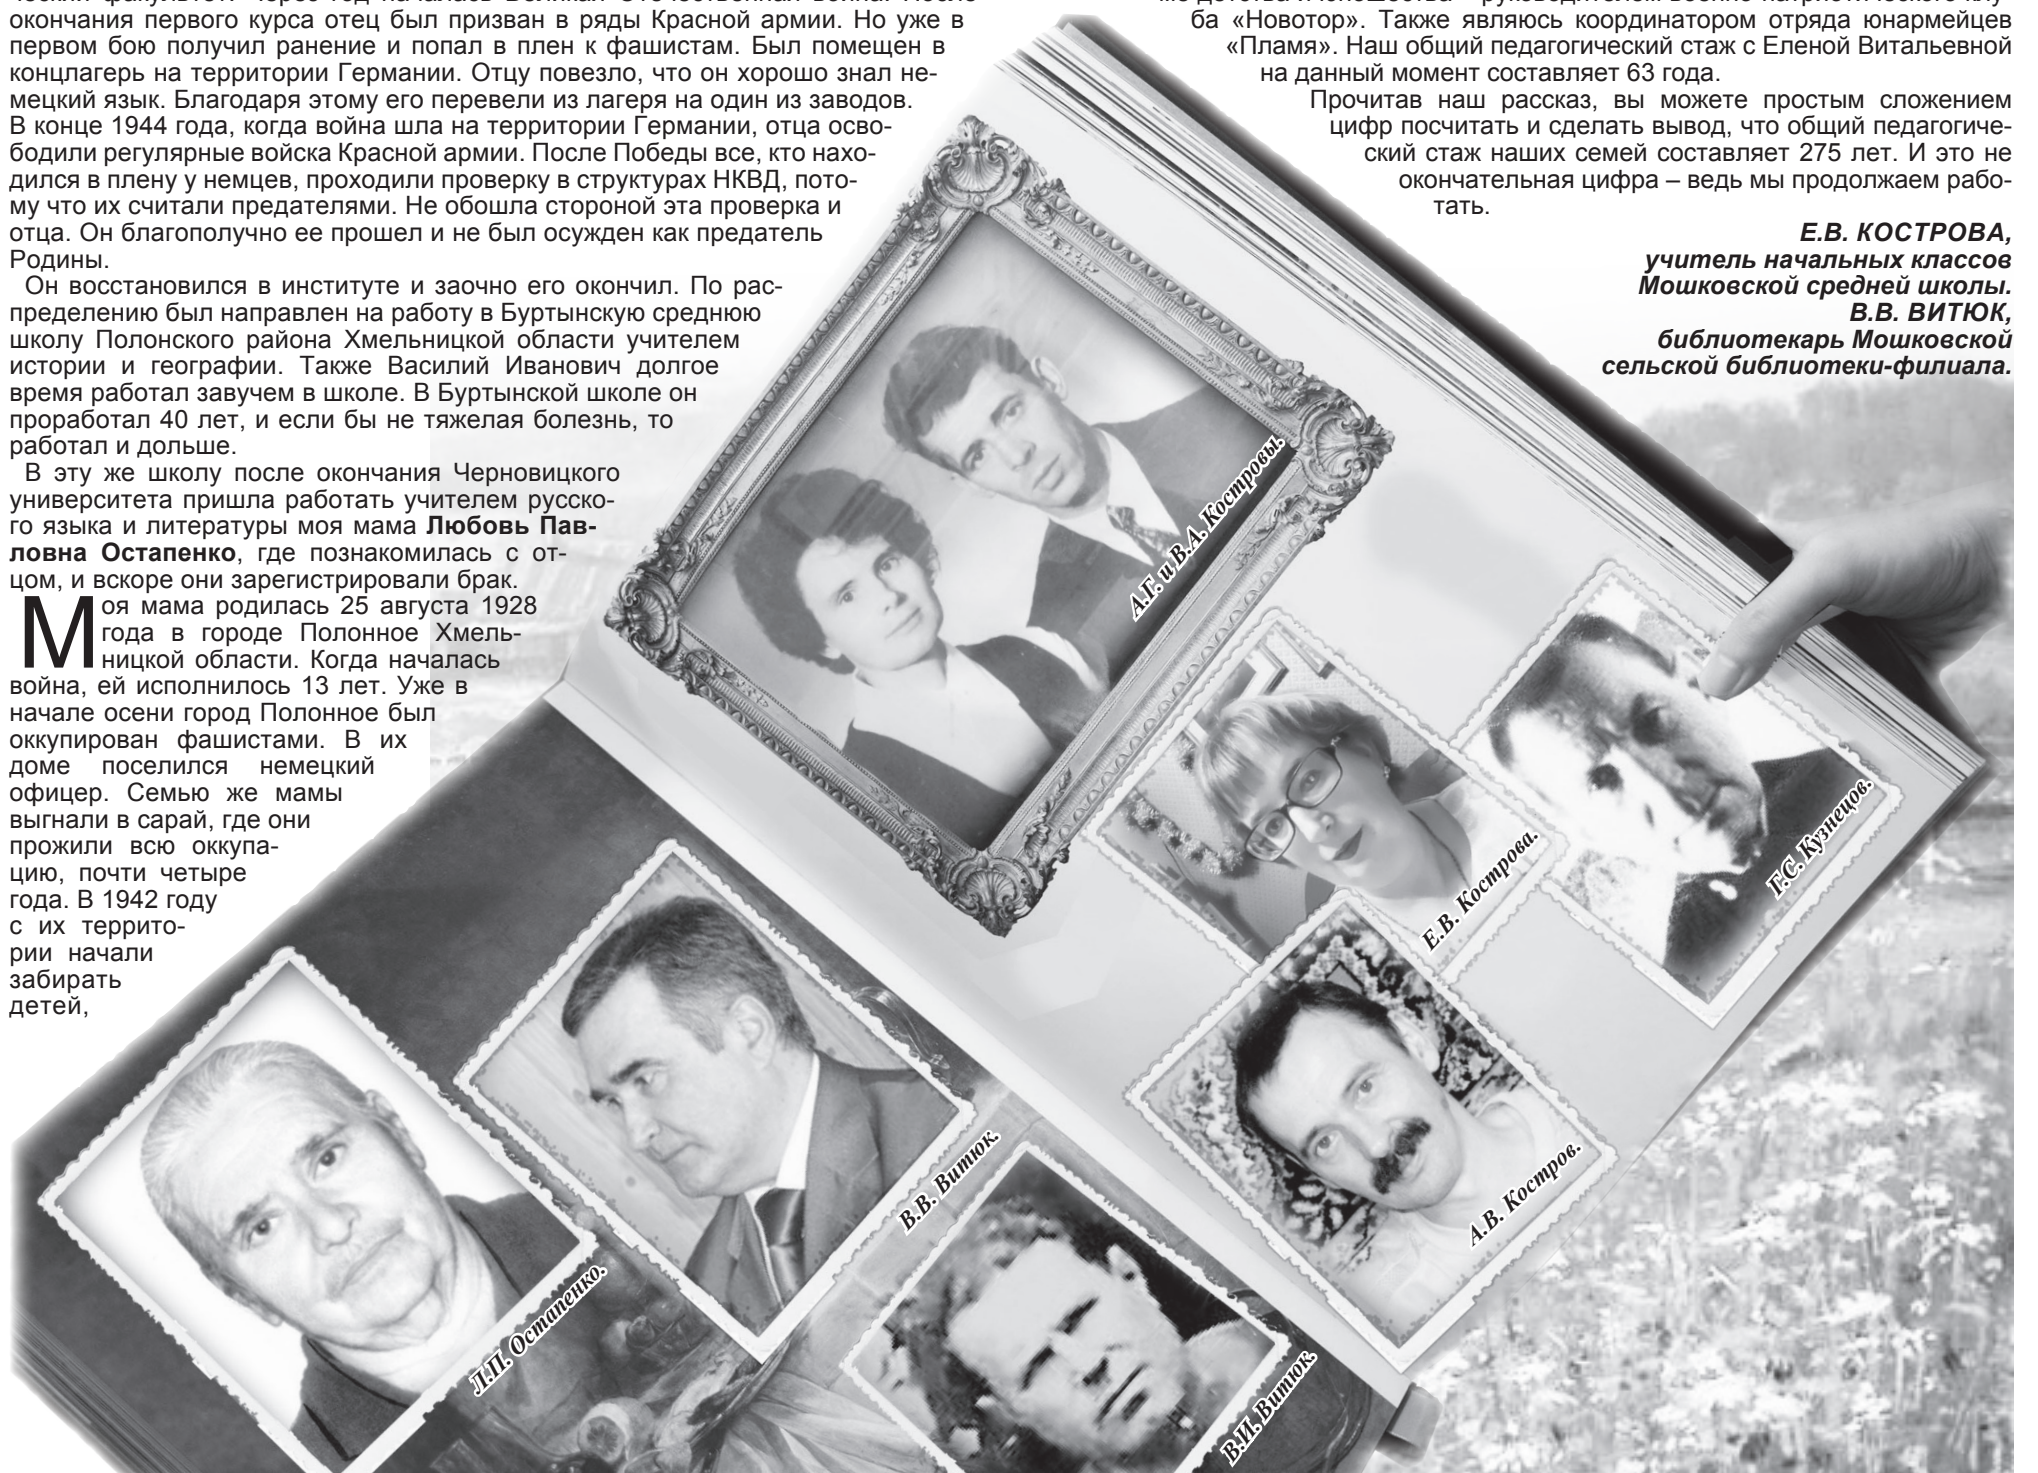 окончания первого курса отец был призван в ряды Красной армии. Но уже в
первом бою получил ранение и попал в плен к фашистам. Был помещен в
концлагерь на территории Германии. Отцу повезло, что он хорошо знал не-
мецкий язык. Благодаря этому его перевели из лагеря на один из заводов.
В конце 1944 года, когда война шла на территории Германии, отца осво-
бодили регулярные войска Красной армии. После Победы все, кто нахо-
дился в плену у немцев, проходили проверку в структурах НКВД, пото-
му что их считали предателями. Не обошла стороной эта проверка и
отца. Он благополучно ее прошел и не был осужден как предатель
Родины.
Он восстановился в институте и заочно его окончил. По рас-
пределению был направлен на работу в Буртынскую среднюю
школу Полонского района Хмельницкой области учителем
истории и географии. Также Василий Иванович долгое
время работал завучем в школе. В Буртынской школе он
проработал 40 лет, и если бы не тяжелая болезнь, то
работал и дольше.
В эту же школу после окончания Черновицкого
университета пришла работать учителем русско-
го языка и литературы моя мама Любовь Пав-
ловна Остапенко, где познакомилась с от-
цом, и вскоре они зарегистрировали брак.
Моя мама родилась 25 августа 1928
года в городе Полонное Хмель-
ницкой области. Когда началась
война, ей исполнилось 13 лет. Уже в
начале осени город Полонное был
оккупирован фашистами. В их
доме поселился немецкий
офицер. Семью же мамы
выгнали в сарай, где они
прожили всю оккупа-
цию, почти четыре
года. В 1942 году
с их террито-
рии начали
забирать
детей,
ба «Новотор». Также являюсь координатором отряда юнармейцев
«Пламя». Наш общий педагогический стаж с Еленой Витальевной
на данный момент составляет 63 года.
Прочитав наш рассказ, вы можете простым сложением
цифр посчитать и сделать вывод, что общий педагогиче-
ский стаж наших семей составляет 275 лет. И это не
окончательная цифра – ведь мы продолжаем рабо-
тать.
Е.В. КОСТРОВА,
учитель начальных классов
Мошковской средней школы.
В.В. ВИТЮК,
библиотекарь Мошковской
сельской библиотеки-филиала.
А.Г. и В.А. Костровы.
Е.В. Кострова.
Г.С. Кузнецов.
А.В. Костров.
В.В. Витюк.
Л.П. Остапенко.
В.И. Витюк.